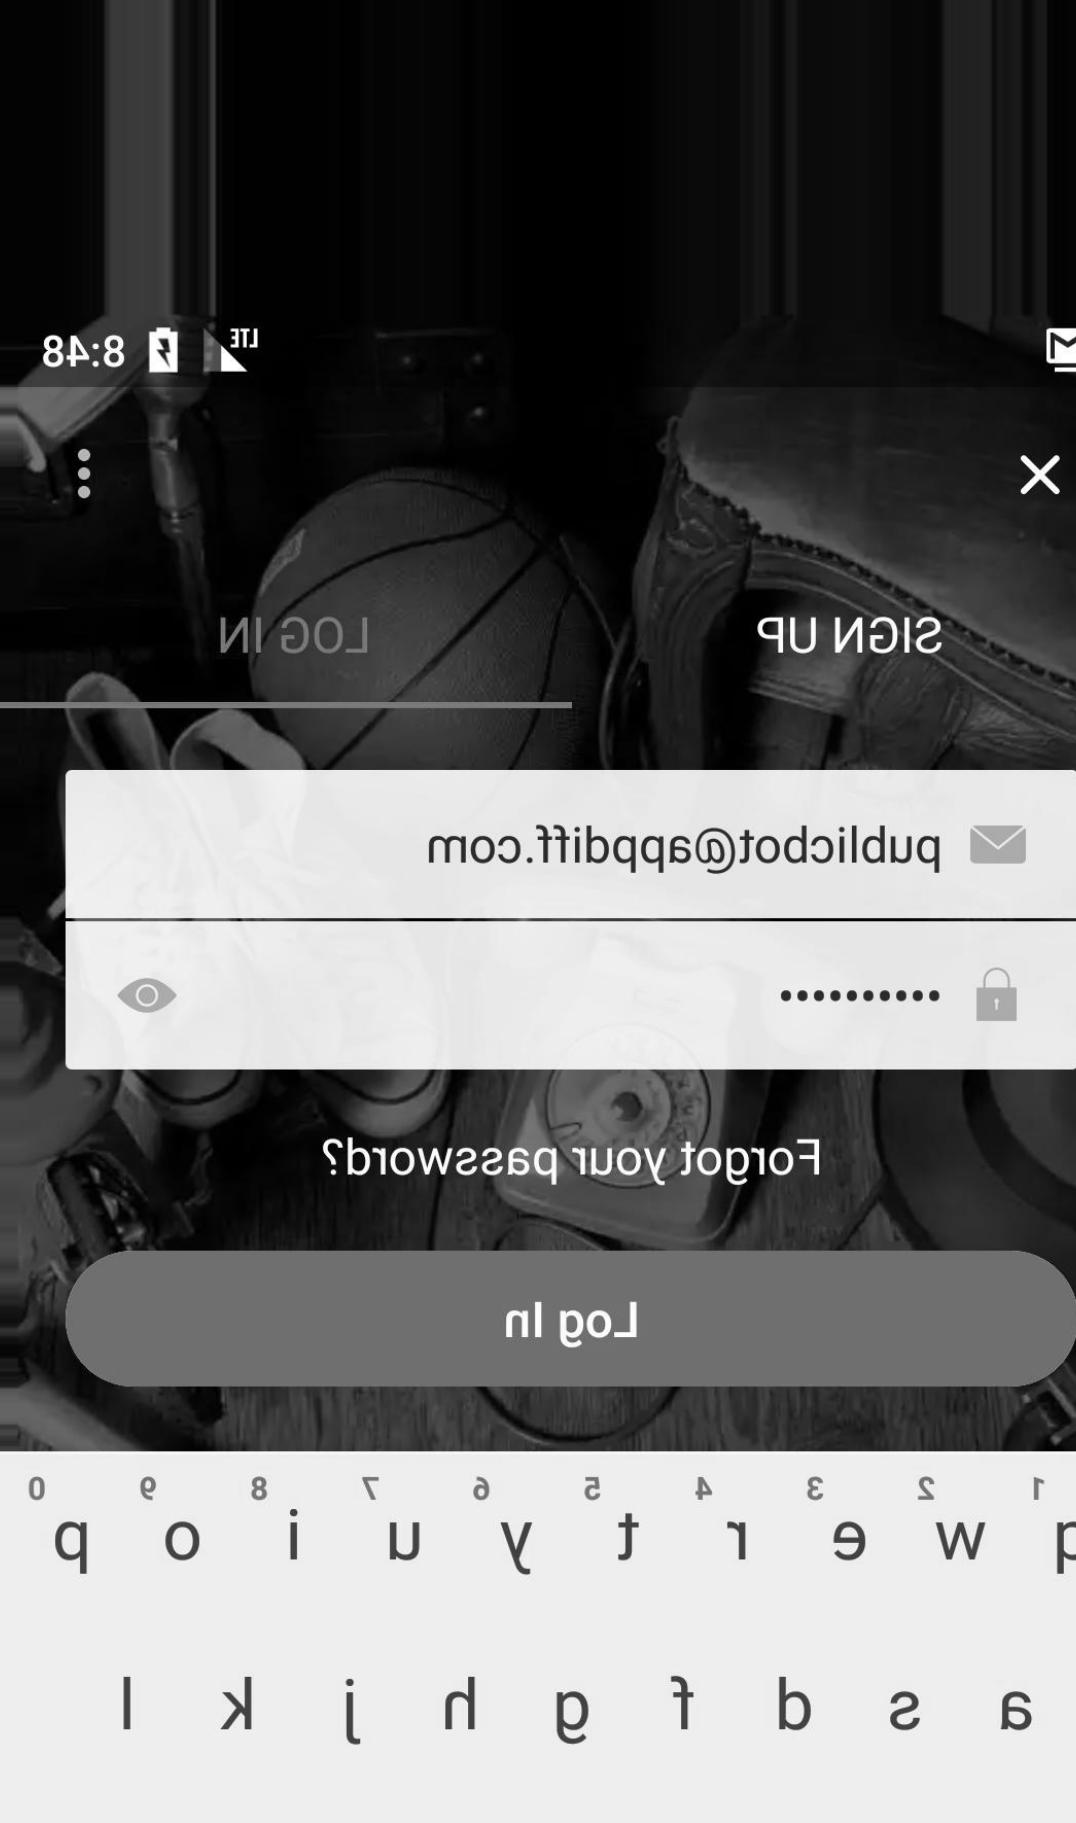 8:48 LTE
SIGN UP LOG IN
publicbot@appdiff.com
••••••••••
Forgot your password?
Log In
1 2 3 4 5 6 7 8 9 0
q w e r t y u i o p
a s d f g h j k l